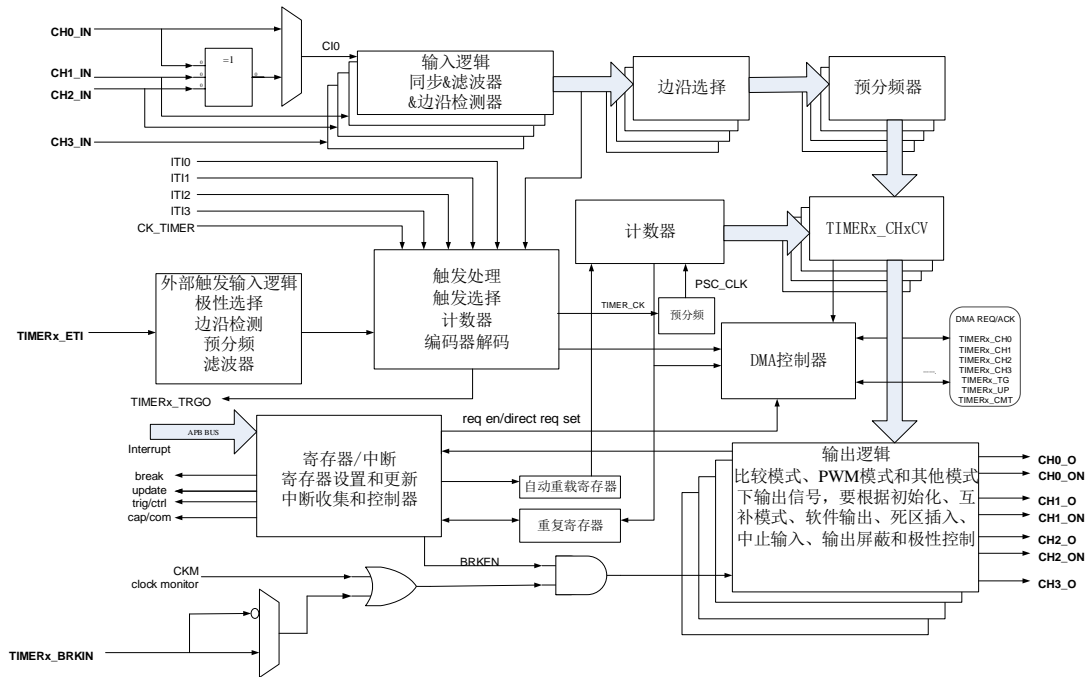 CH0_IN
=1
CH1_IN
CH2_IN
CH3_IN
CI0
输入逻辑
同步&滤波器
&边沿检测器
边沿选择
预分频器
ITI0
ITI1
ITI2
ITI3
CK_TIMER
计数器
TIMERx_CHxCV
外部触发输入逻辑
极性选择
边沿检测
预分频
滤波器
TIMERx_ETI
触发处理
触发选择
计数器
编码器解码
TIMER_CK
PSC_CLK
预分频
DMA控制器
DMA REQ/ACK
TIMERx_CH0
TIMERx_CH1
TIMERx_CH2
TIMERx_CH3
TIMERx_TG
TIMERx_UP
TIMERx_CMT
TIMERx_TRGO
req en/direct req set
APB BUS
Interrupt
break
update
trig/ctrl
cap/com
寄存器/中断
寄存器设置和更新
中断收集和控制器
自动重载寄存器
重复寄存器
输出逻辑
比较模式、PWM模式和其他模式
下输出信号，要根据初始化、互
补模式、软件输出、死区插入、
中止输入、输出屏蔽和极性控制
CH0_O
CH0_ON
CH1_O
CH1_ON
CH2_O
CH2_ON
CH3_O
BRKEN
CKM
clock monitor
TIMERx_BRKIN